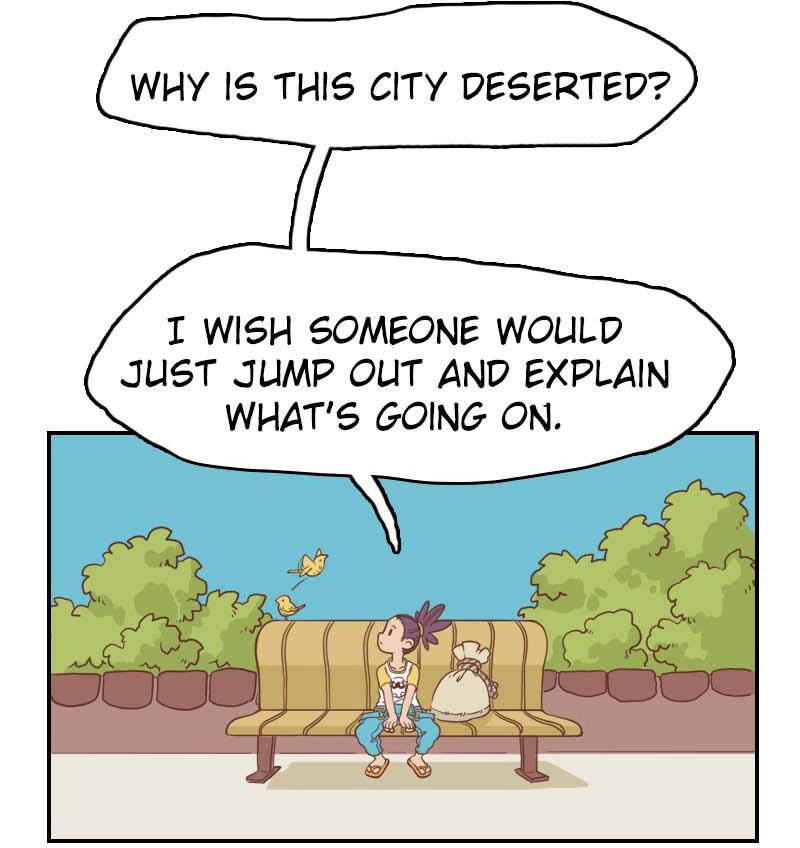 WHY IS THIS CITY DESERTED?
I WISH SOMEONE WOULD
JUST JUMP OUT AND EXPLAIN
WHAT'S GOING ON.